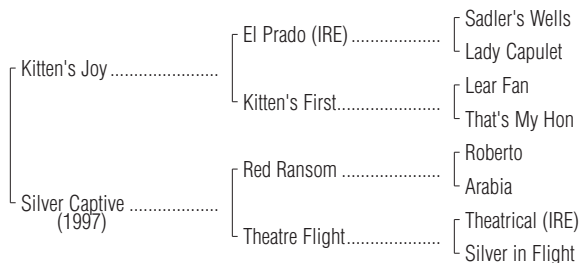 Sadler's Wells
El Prado (IRE)
Lady Capulet
Kitten's Joy
Lear Fan
Kitten's First
That's My Hon
Roberto
Red Ransom
Arabia
Silver Captive
(1997)
Theatrical (IRE)
Theatre Flight
Silver in Flight